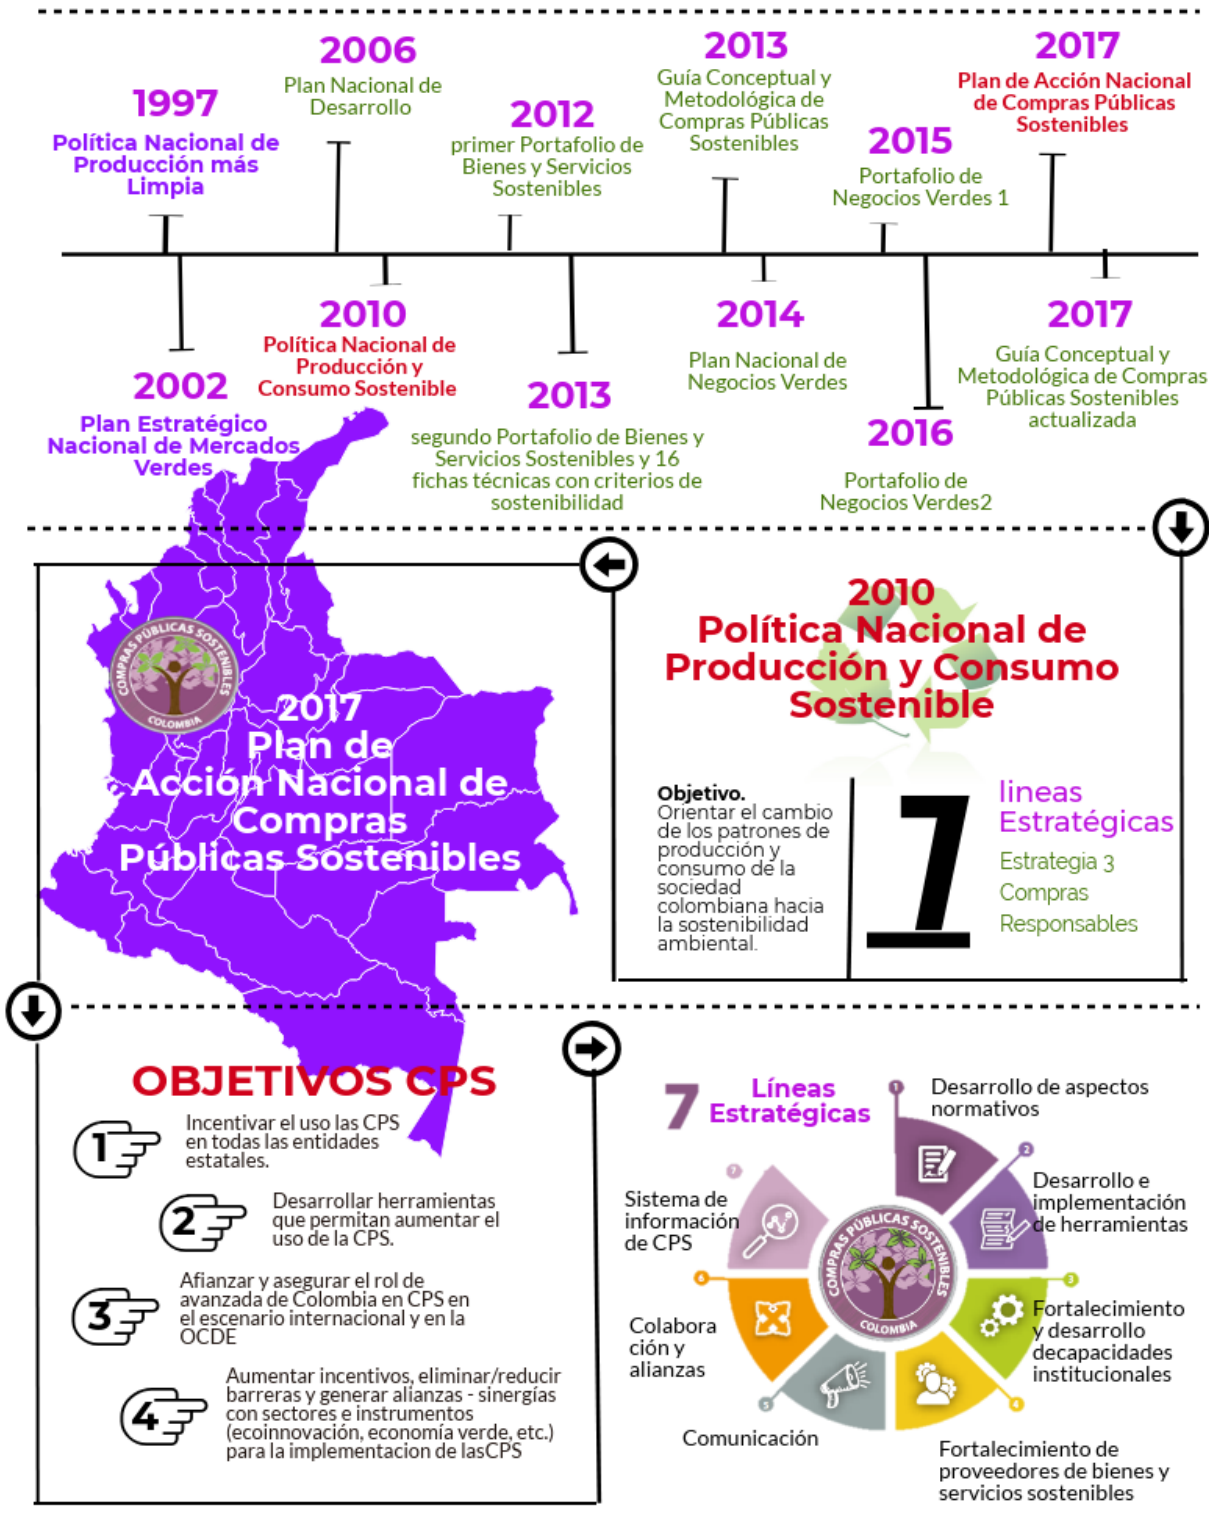 1997
Política Nacional de
Producción más
Limpia
2006
Plan Nacional de
Desarrollo
2012
primer Portafolio de
Bienes y Servicios
Sostenibles
2013
Guía Conceptual y
Metodológica de
Compras Públicas
Sostenibles
2015
Portafolio de
Negocios Verdes 1
2017
Plan de Acción Nacional
de Compras Públicas
Sostenibles
2002
Plan Estratégico
Nacional de Mercados
Verdes
2010
Política Nacional de
Producción y
Consumo Sostenible
2013
segundo Portafolio de Bienes y
Servicios Sostenibles y 16
fichas técnicas con criterios de
sostenibilidad
2014
Plan Nacional de
Negocios Verdes
2016
Portafolio de
Negocios Verdes2
2017
Guía Conceptual y
Metodológica de Compras
Públicas Sostenibles
actualizada
2010
Política Nacional de
Producción y Consumo
Sostenible
Objetivo.
Orientar el cambio
de los patrones de
producción y
consumo de la
sociedad
colombiana hacia
la sostenibilidad
ambiental.
1
lineas
Estratégicas
Estrategia 3
Compras
Responsables
COMPRAS PÚBLICAS SOSTENIBLES
COLOMBIA
2017
Plan de
Acción Nacional de
Compras
Públicas Sostenibles
OBJETIVOS CPS
1
Incentivar el uso las CPS
en todas las entidades
estatales.
2
Desarrollar herramientas
que permitan aumentar el
uso de la CPS.
3
Afianzar y asegurar el rol de
avanzada de Colombia en CPS en
el escenario internacional y en la
OCDE
4
Aumentar incentivos, eliminar/reducir
barreras y generar alianzas - sinergías
con sectores e instrumentos
(ecoinnovación, economía verde, etc.)
para la implementacion de lasCPS
7
Líneas
Estratégicas
1
Desarrollo de aspectos
normativos
2
Desarrollo e
implementación
de herramientas
3
Fortalecimiento
y desarrollo
decapacidades
institucionales
4
Fortalecimiento de
proveedores de bienes y
servicios sostenibles
5
Comunicación
6
Colabora
ción y
alianzas
7
Sistema de
información
de CPS
COMPRAS PÚBLICAS SOSTENIBLES
COLOMBIA